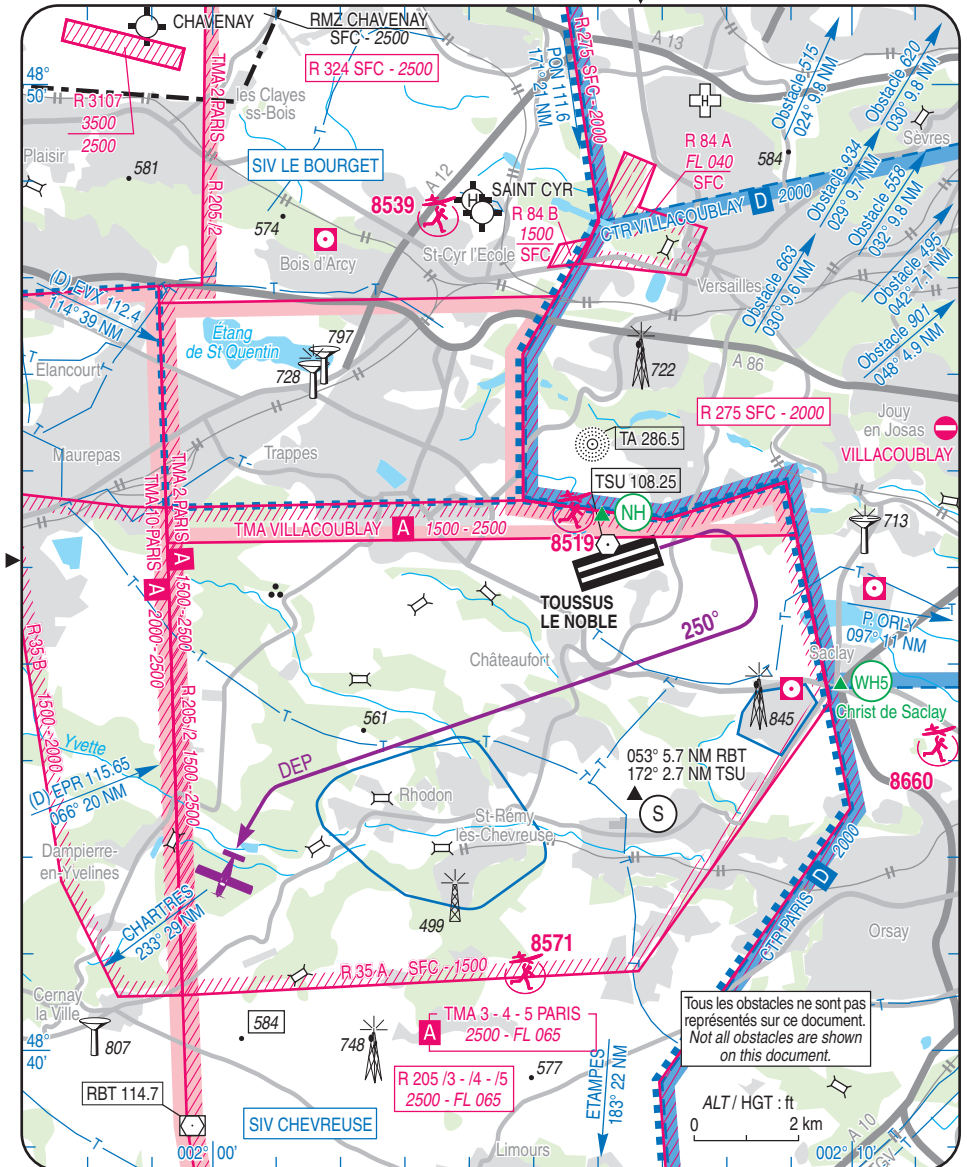 CHAVENAY
RMZ CHAVENAY
SFC - 2500
R 324 SFC - 2500
TMA 2 PARIS
R 205 /2
R 3107
3500
2500
48°
50'
les Clayes
ss-Bois
Plaisir
581
SIV LE BOURGET
574
Bois d'Arcy
A 12
8539
SAINT CYR
St-Cyr l'Ecole
PON 111.6
171° 21 NM
R 275 SFC - 2000
A 13
R 84 A
FL 040
SFC
R 84 B
1500
SFC
584
Sèvres
Obstacle 515
024° 9.8 NM
Obstacle 620
030° 9.8 NM
Obstacle 934
029° 9.7 NM
Obstacle 558
032° 9.8 NM
Obstacle 663
030° 9.6 NM
Obstacle 495
042° 7.1 NM
Obstacle 907
048° 4.9 NM
CTR VILLACOUBLAY D 2000
Versailles
(D) EVX 112.4
114° 39 NM
Étang
de St Quentin
797
728
Elancourt
722
A 86
R 275 SFC - 2000
Jouy
en Josas
VILLACOUBLAY
Maurepas
Trappes
TA 286.5
TSU 108.25
NH
713
TMA VILLACOUBLAY A 1500 - 2500
8519
TMA 2 PARIS A 1500 - 2500
TMA 10 PARIS A 2000 - 2500
R 205 /2 1500-2500
R 35 B 1500 - 2000
TOUSSUS
LE NOBLE
250°
P. ORLY
097° 11 NM
Châteaufort
Saclay
WH5
Christ de Saclay
845
561
DEP
Yvette
(D) EPR 115.65
066° 20 NM
053° 5.7 NM RBT
172° 2.7 NM TSU
S
8660
Rhodon
St-Rémy
lès-Chevreuse
Dampierre-
en-Yvelines
CHARTRES
233° 29 NM
499
CTR PARIS D 2000
Orsay
8571
R 35 A SFC - 1500
Cernay
la Ville
807
584
748
A
TMA 3 - 4 - 5 PARIS
2500 - FL 065
R 205 /3 - /4 - /5
2500 - FL 065
577
ETAMPES
183° 22 NM
Tous les obstacles ne sont pas
représentés sur ce document.
Not all obstacles are shown
on this document.
48°
40'
RBT 114.7
SIV CHEVREUSE
ALT / HGT : ft
0 2 km
A 10
GV
Limours
002° 00'
002° 10'
T
T
T
T
T
T
T
T
T
T
H
H